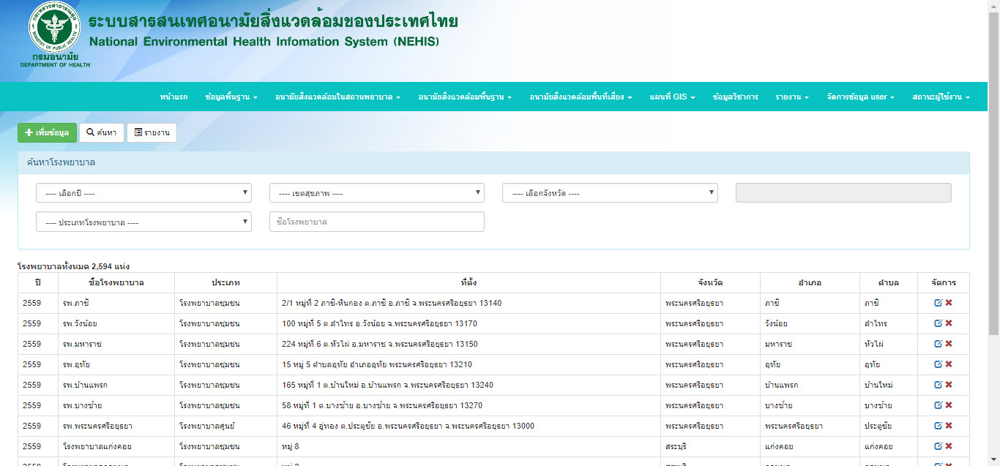 กระทรวงสาธารณสุข
MINISTRY OF PUBLIC HEALTH
กรมอนามัย
DEPARTMENT OF HEALTH
ระบบสารสนเทศอนามัยสิ่งแวดล้อมของประเทศไทย
National Environmental Health Infomation System (NEHIS)
หน้าแรก ข้อมูลพื้นฐาน อนามัยสิ่งแวดล้อมในสถานพยาบาล อนามัยสิ่งแวดล้อมพื้นฐาน อนามัยสิ่งแวดล้อมพื้นที่เสี่ยง แผนที่ GIS ข้อมูลวิชาการ รายงาน จัดการข้อมูล user สถานะผู้ใช้งาน
เพิ่มข้อมูล ค้นหา รายงาน
ค้นหาโรงพยาบาล
---- เลือกปี ---- ---- เขตสุขภาพ ---- ---- เลือกจังหวัด ----
---- ประเภทโรงพยาบาล ---- ชื่อโรงพยาบาล
โรงพยาบาลทั้งหมด 2,594 แห่ง
ปี ชื่อโรงพยาบาล ประเภท ที่ตั้ง จังหวัด อำเภอ ตำบล จัดการ
2559 รพ.ภาชี โรงพยาบาลชุมชน 2/1 หมู่ที่ 2 ภาชี-หินกอง ต.ภาชี อ.ภาชี จ.พระนครศรีอยุธยา 13140 พระนครศรีอยุธยา ภาชี ภาชี
2559 รพ.วังน้อย โรงพยาบาลชุมชน 100 หมู่ที่ 5 ต.ลำไทร อ.วังน้อย จ.พระนครศรีอยุธยา 13170 พระนครศรีอยุธยา วังน้อย ลำไทร
2559 รพ.มหาราช โรงพยาบาลชุมชน 224 หมู่ที่ 6 ต.หัวไผ่ อ.มหาราช จ.พระนครศรีอยุธยา 13150 พระนครศรีอยุธยา มหาราช หัวไผ่
2559 รพ.อุทัย โรงพยาบาลชุมชน 15 หมู่ 5 ตำบลอุทัย อำเภออุทัย พระนครศรีอยุธยา 13210 พระนครศรีอยุธยา อุทัย อุทัย
2559 รพ.บ้านแพรก โรงพยาบาลชุมชน 165 หมู่ที่ 1 ต.บ้านใหม่ อ.บ้านแพรก จ.พระนครศรีอยุธยา 13240 พระนครศรีอยุธยา บ้านแพรก บ้านใหม่
2559 รพ.บางซ้าย โรงพยาบาลชุมชน 58 หมู่ที่ 1 ต.บางซ้าย อ.บางซ้าย จ.พระนครศรีอยุธยา 13270 พระนครศรีอยุธยา บางซ้าย บางซ้าย
2559 รพ.พระนครศรีอยุธยา โรงพยาบาลศูนย์ 46 หมู่ที่ 4 อู่ทอง ต.ประตูชัย อ.พระนครศรีอยุธยา จ.พระนครศรีอยุธยา 13000 พระนครศรีอยุธยา พระนครศรีอยุธยา ประตูชัย
2559 โรงพยาบาลแก่งคอย โรงพยาบาลชุมชน หมู่ 8 สระบุรี แก่งคอย แก่งคอย
2559